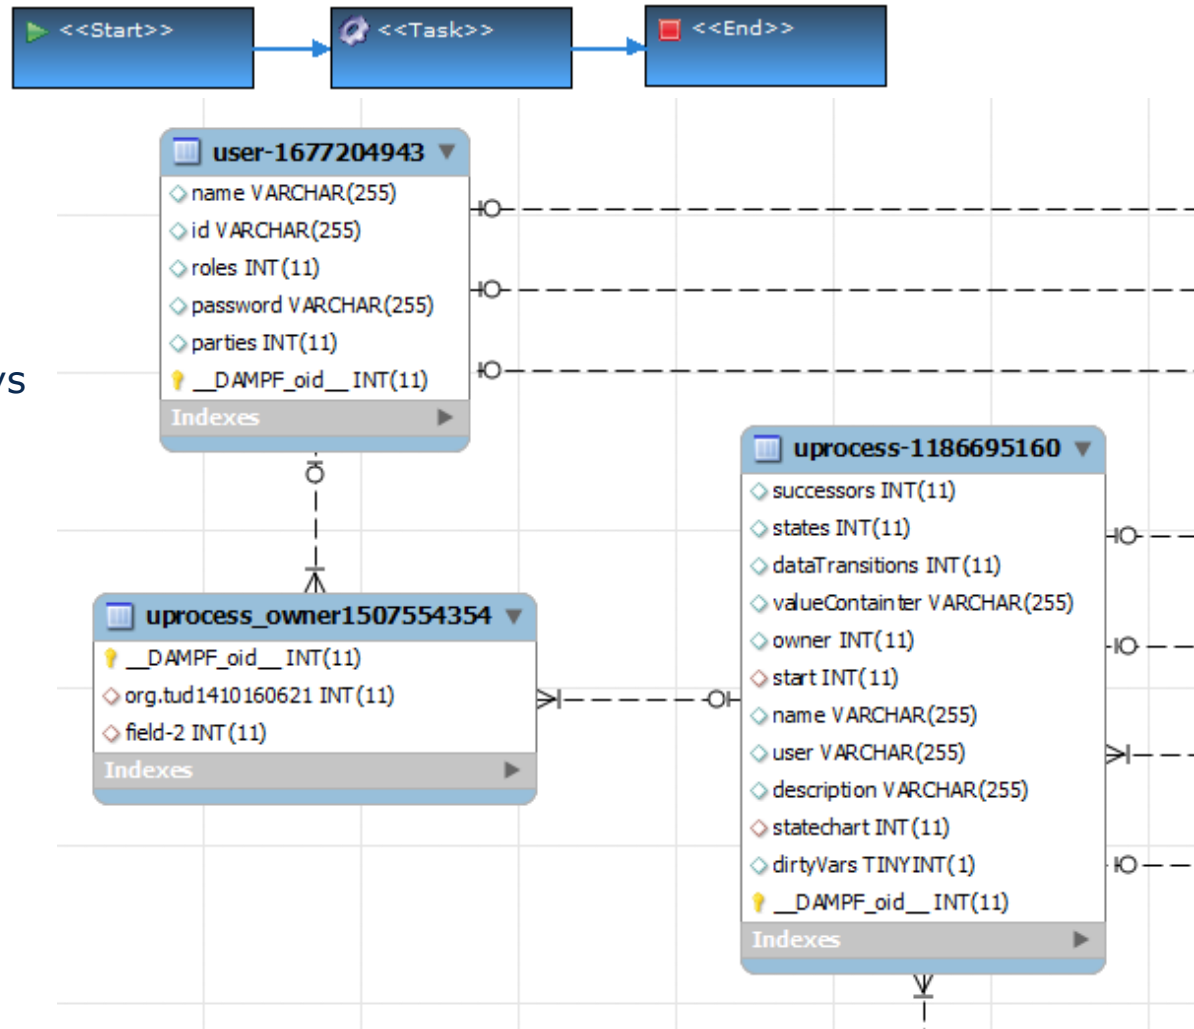 <<Start>>
<<Task>>
<<End>>
user-1677204943
name VARCHAR(255)
id VARCHAR(255)
roles INT(11)
password VARCHAR(255)
parties INT(11)
__DAMPF_oid__ INT(11)
Indexes
ys
uprocess_owner1507554354
__DAMPF_oid__ INT(11)
org.tud1410160621 INT(11)
field-2 INT(11)
Indexes
uprocess-1186695160
successors INT(11)
states INT(11)
dataTransitions INT(11)
valueContainter VARCHAR(255)
owner INT(11)
start INT(11)
name VARCHAR(255)
user VARCHAR(255)
description VARCHAR(255)
statechart INT(11)
dirtyVars TINYINT(1)
__DAMPF_oid__ INT(11)
Indexes